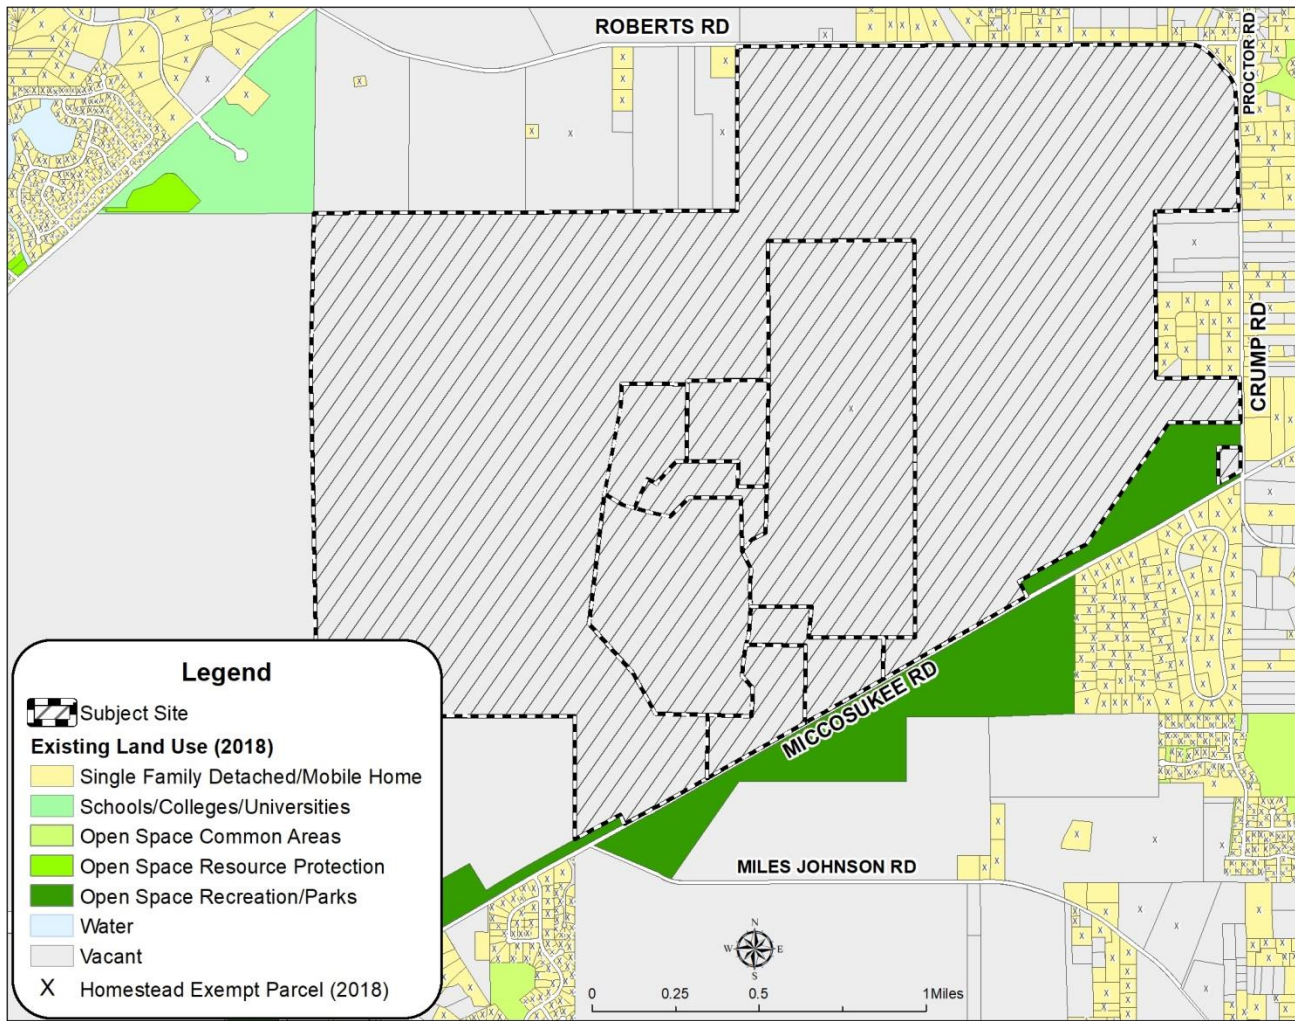 ROBERTS RD
PROCTOR RD
CRUMP RD
MICCOSUKEE RD
MILES JOHNSON RD
Legend
Subject Site
Existing Land Use (2018)
Single Family Detached/Mobile Home
Schools/Colleges/Universities
Open Space Common Areas
Open Space Resource Protection
Open Space Recreation/Parks
Water
Vacant
X Homestead Exempt Parcel (2018)
N
W E
S
0 0.25 0.5 1 Miles